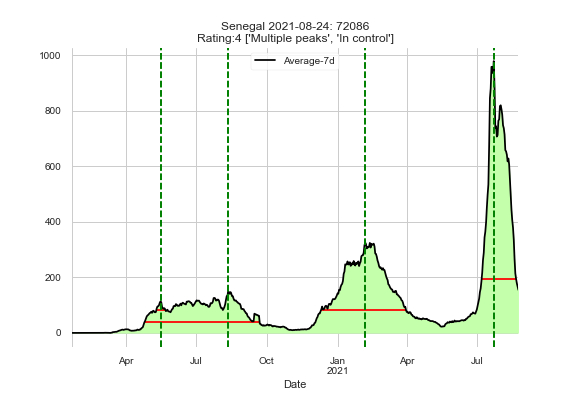 Senegal 2021-08-24: 72086
Rating:4 ['Multiple peaks', 'In control']
Average-7d
1000
800
600
400
200
0
Apr Jul Oct Jan Apr Jul
2021
Date